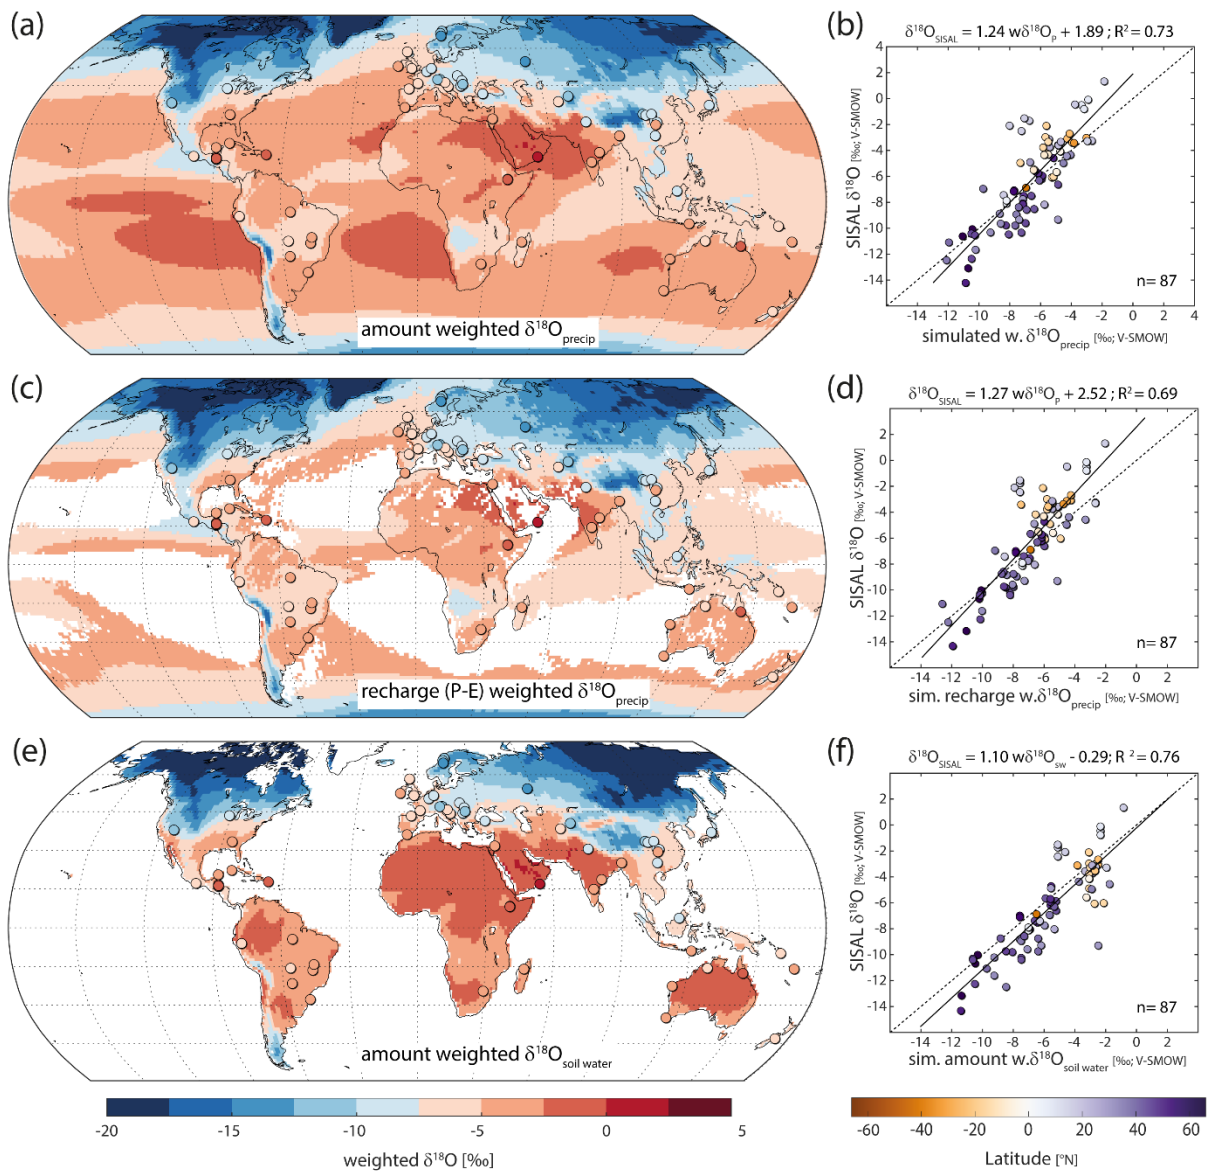 (a)
amount weighted δ¹⁸Oprecip
(b)
δ¹⁸OSISAL = 1.24 wδ¹⁸OP + 1.89 ; R² = 0.73
SISAL δ¹⁸O [‰; V-SMOW]
4
2
0
-2
-4
-6
-8
-10
-12
-14
n= 87
-14 -12 -10 -8 -6 -4 -2 0 2 4
simulated w. δ¹⁸Oprecip [‰; V-SMOW]
(c)
recharge (P-E) weighted δ¹⁸Oprecip
(d)
δ¹⁸OSISAL = 1.27 wδ¹⁸OP + 2.52 ; R² = 0.69
SISAL δ¹⁸O [‰; V-SMOW]
2
0
-2
-4
-6
-8
-10
-12
-14
n= 87
-14 -12 -10 -8 -6 -4 -2 0 2
sim. recharge w.δ¹⁸Oprecip [‰; V-SMOW]
(e)
amount weighted δ¹⁸Osoil water
(f)
δ¹⁸OSISAL = 1.10 wδ¹⁸Osw - 0.29; R ² = 0.76
SISAL δ¹⁸O [‰; V-SMOW]
2
0
-2
-4
-6
-8
-10
-12
-14
n= 87
-14 -12 -10 -8 -6 -4 -2 0 2
sim. amount w.δ¹⁸Osoil water [‰; V-SMOW]
-20 -15 -10 -5 0 5
weighted δ¹⁸O [‰]
-60 -40 -20 0 20 40 60
Latitude [°N]